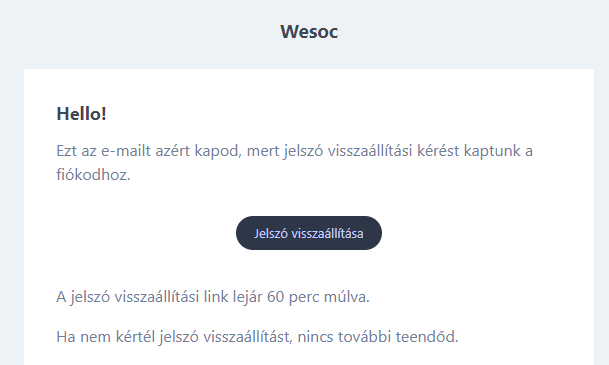 Wesoc
Hello!
Ezt az e-mailt azért kapod, mert jelszó visszaállítási kérést kaptunk a
fiókodhoz.
Jelszó visszaállítása
A jelszó visszaállítási link lejár 60 perc múlva.
Ha nem kértél jelszó visszaállítást, nincs további teendőd.